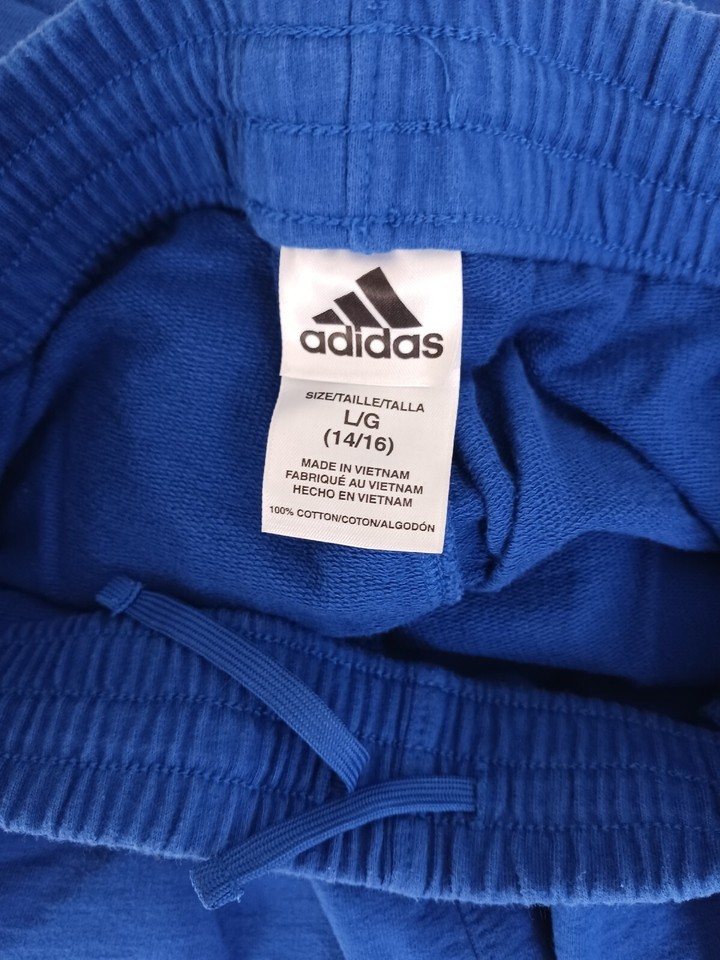 adidas
SIZE/TAILLE/TALLA
L/G
(14/16)
MADE IN VIETNAM
FABRIQUÉ AU VIETNAM
HECHO EN VIETNAM
100% COTTON/COTON/ALGODÓN